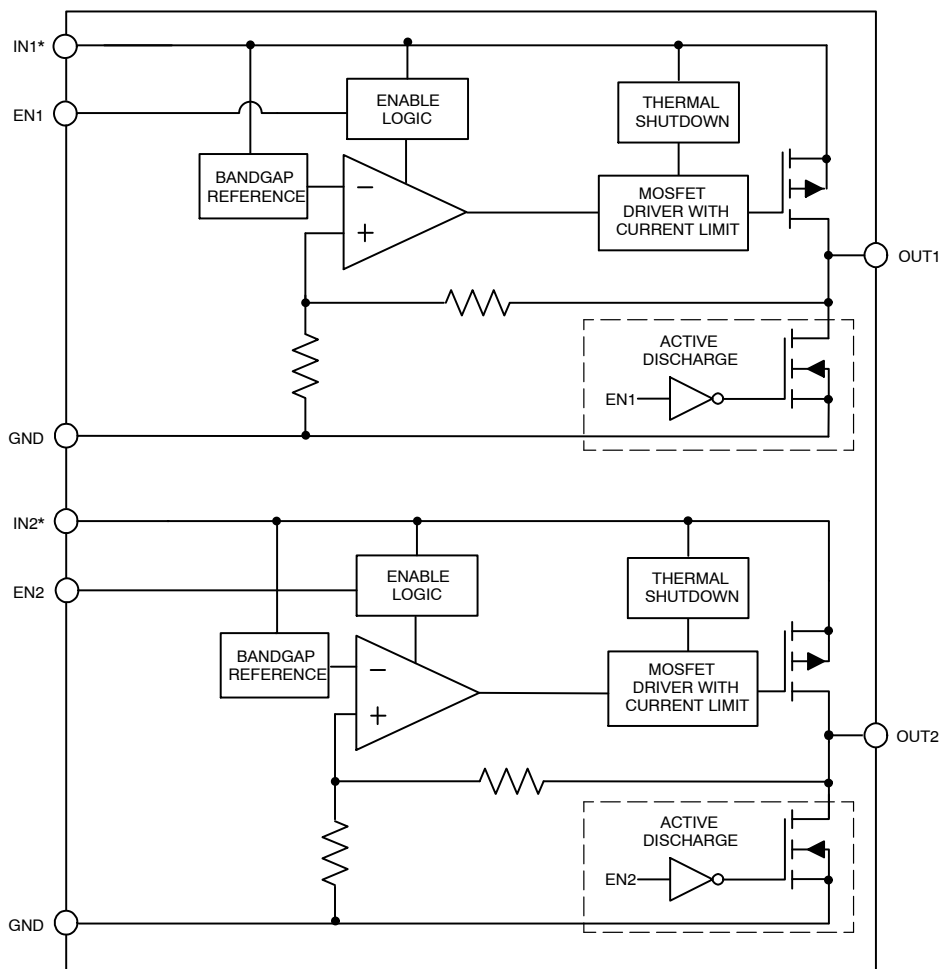 IN1*
EN1
ENABLE
LOGIC
THERMAL
SHUTDOWN
BANDGAP
REFERENCE
−
+
MOSFET
DRIVER WITH
CURRENT LIMIT
OUT1
ACTIVE
DISCHARGE
EN1
GND
IN2*
EN2
ENABLE
LOGIC
THERMAL
SHUTDOWN
BANDGAP
REFERENCE
−
+
MOSFET
DRIVER WITH
CURRENT LIMIT
OUT2
ACTIVE
DISCHARGE
EN2
GND